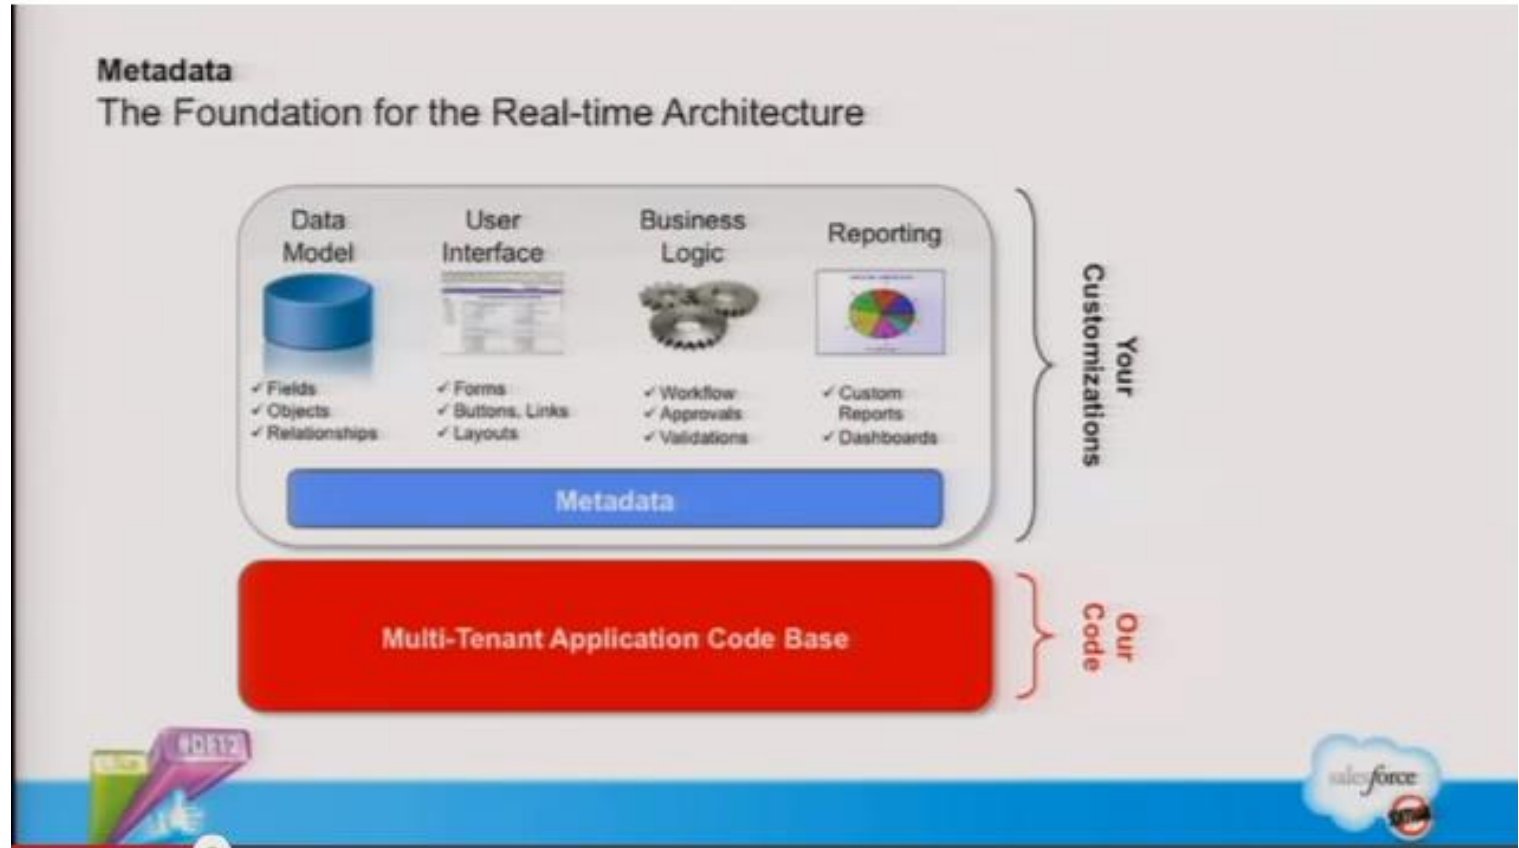 Metadata
The Foundation for the Real-time Architecture
Data
Model
✓ Fields
✓ Objects
✓ Relationships
User
Interface
✓ Forms
✓ Buttons, Links
✓ Layouts
Business
Logic
✓ Workflow
✓ Approvals
✓ Validations
Reporting
✓ Custom
Reports
✓ Dashboards
Metadata
Your
Customizations
Multi-Tenant Application Code Base
Our
Code
#DF12
salesforce